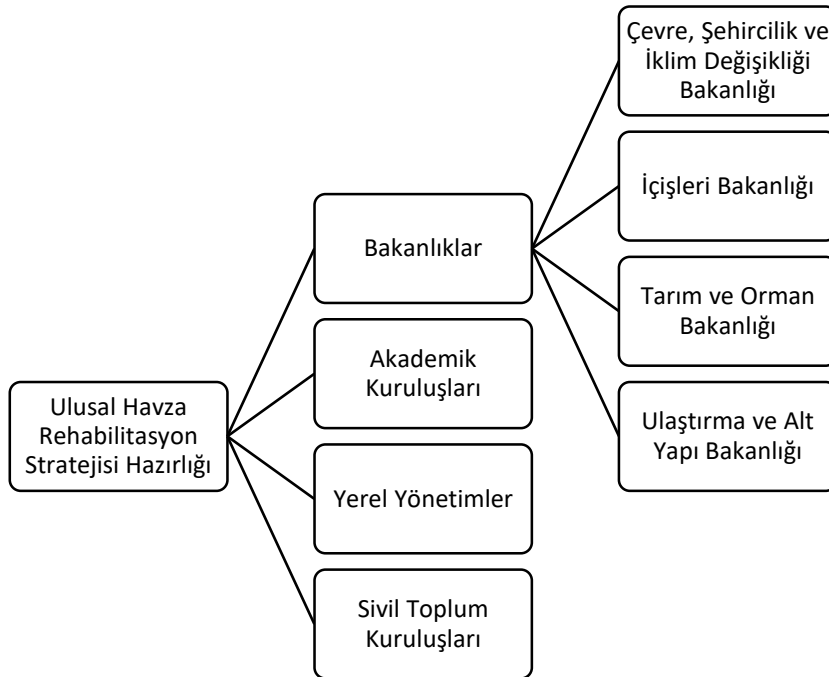 Ulusal Havza
Rehabilitasyon
Stratejisi Hazırlığı
Bakanlıklar
Çevre, Şehircilik ve
İklim Değişikliği
Bakanlığı
İçişleri Bakanlığı
Tarım ve Orman
Bakanlığı
Ulaştırma ve Alt
Yapı Bakanlığı
Akademik
Kuruluşları
Yerel Yönetimler
Sivil Toplum
Kuruluşları